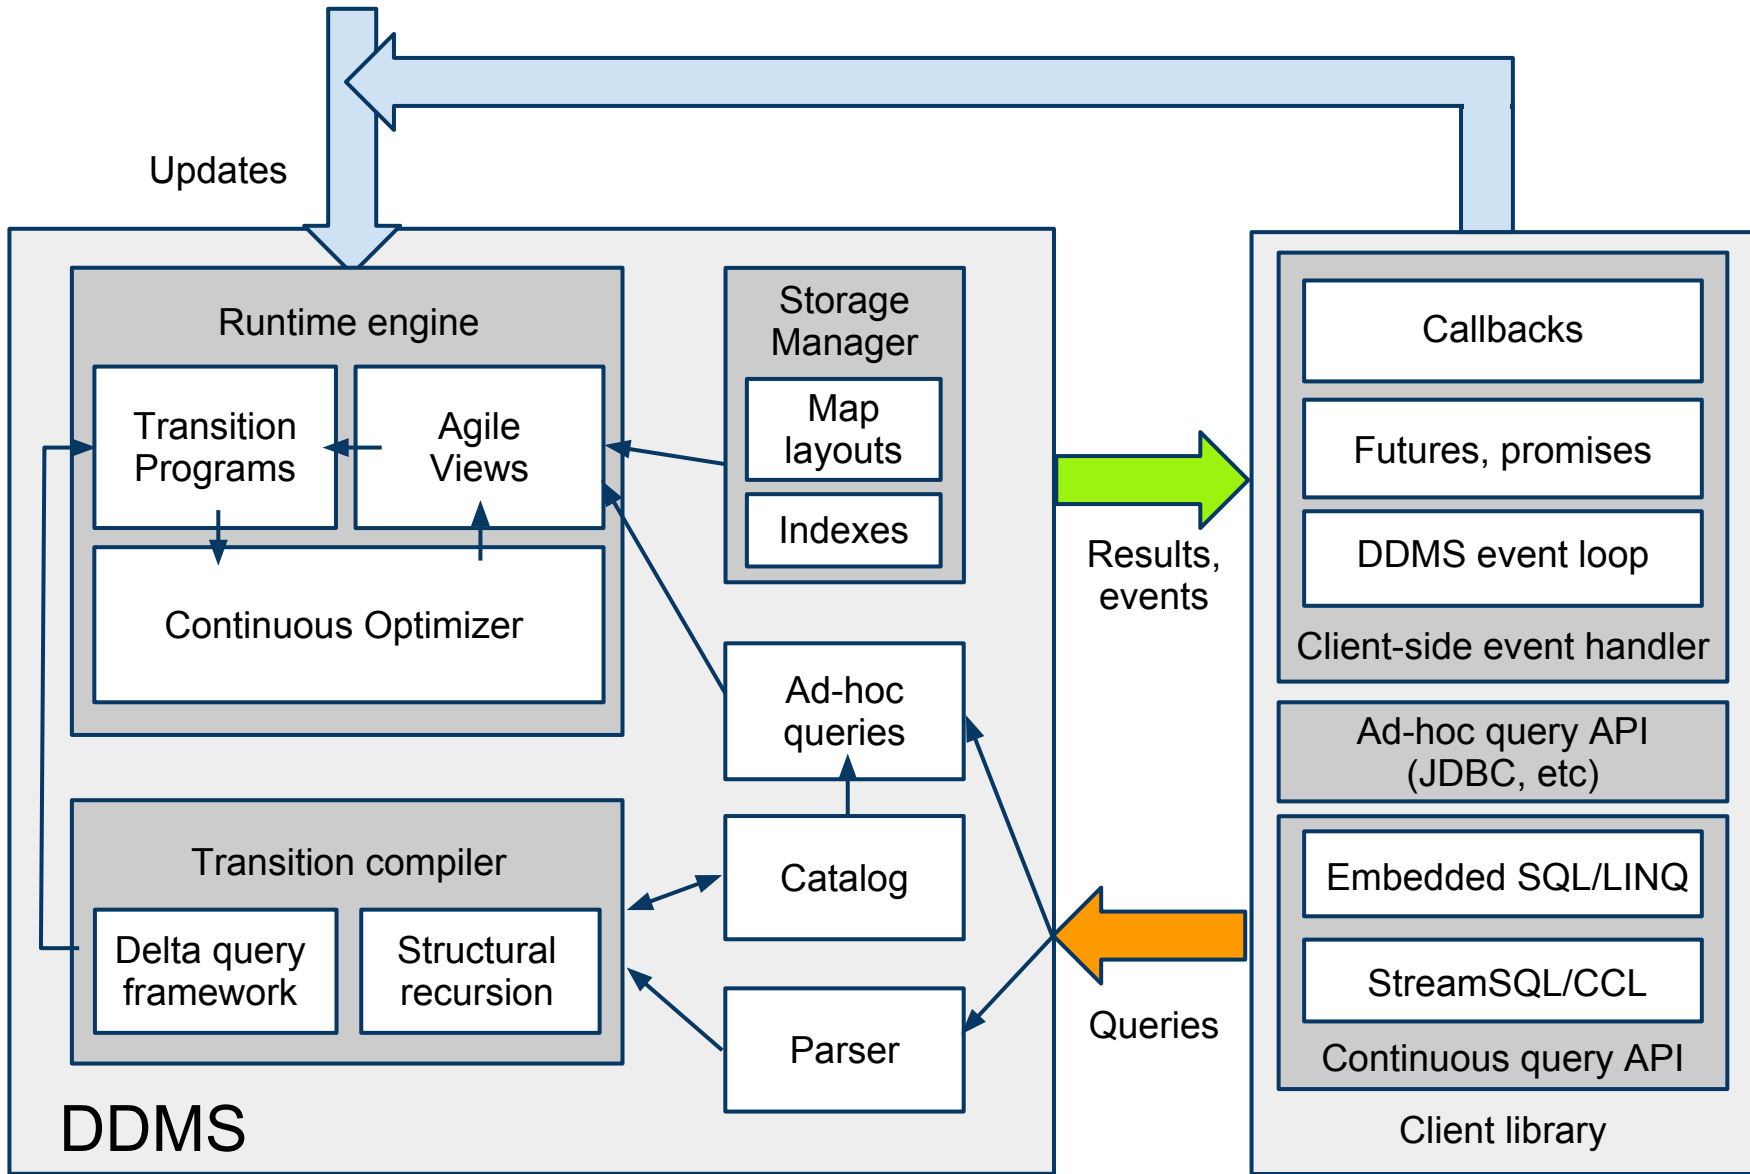 Updates
Runtime engine
Transition
Programs
Agile
Views
Continuous Optimizer
Storage
Manager
Map
layouts
Indexes
Ad-hoc
queries
Transition compiler
Delta query
framework
Structural
recursion
Catalog
Parser
DDMS
Results,
events
Queries
Callbacks
Futures, promises
DDMS event loop
Client-side event handler
Ad-hoc query API
(JDBC, etc)
Embedded SQL/LINQ
StreamSQL/CCL
Continuous query API
Client library